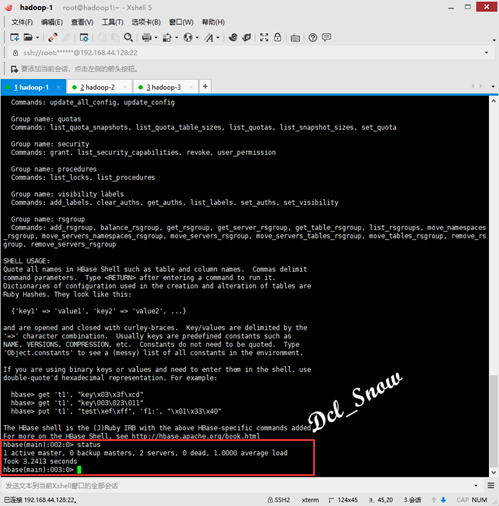 hadoop-1    root@hadoop1:~ - Xshell 5
文件(F)  编辑(E)  查看(V)  工具(T)  选项卡(B)  窗口(W)  帮助(H)
ssh://root:******@192.168.44.128:22
要添加当前会话，点击左侧的箭头按钮。
1 hadoop-1  2 hadoop-2  3 hadoop-3  +
Commands: update_all_config, update_config
Group name: quotas
Commands: list_quota_snapshots, list_quota_table_sizes, list_quotas, list_snapshot_sizes, set_quota
Group name: security
Commands: grant, list_security_capabilities, revoke, user_permission
Group name: procedures
Commands: list_locks, list_procedures
Group name: visibility labels
Commands: add_labels, clear_auths, get_auths, list_labels, set_auths, set_visibility
Group name: rsgroup
Commands: add_rsgroup, balance_rsgroup, get_rsgroup, get_server_rsgroup, get_table_rsgroup, list_rsgroups, move_namespaces
_rsgroup, move_servers_namespaces_rsgroup, move_servers_rsgroup, move_servers_tables_rsgroup, move_tables_rsgroup, remove_rs
group, remove_servers_rsgroup
SHELL USAGE:
Quote all names in HBase Shell such as table and column names.  Commas delimit
command parameters.  Type <RETURN> after entering a command to run it.
Dictionaries of configuration used in the creation and alteration of tables are
Ruby Hashes. They look like this:
{'key1' => 'value1', 'key2' => 'value2', ...}
and are opened and closed with curley-braces.  Key/values are delimited by the
'=>' character combination.  Usually keys are predefined constants such as
NAME, VERSIONS, COMPRESSION, etc.  Constants do not need to be quoted.  Type
'Object.constants' to see a (messy) list of all constants in the environment.
If you are using binary keys or values and need to enter them in the shell, use
double-quote'd hexadecimal representation. For example:
hbase> get 't1', "key\x03\x3f\xcd"
hbase> get 't1', "key\003\023\011"
hbase> put 't1', "test\xef\xff", 'f1:', "\x01\x33\x40"
The HBase shell is the (J)Ruby IRB with the above HBase-specific commands added
For more on the HBase Shell, see http://hbase.apache.org/book.html
hbase(main):002:0> status
1 active master, 0 backup masters, 2 servers, 0 dead, 1.0000 average load
Took 3.2413 seconds
hbase(main):003:0>
Dcl_Snow
发送文本到当前Xshell窗口的全部会话
已连接 192.168.44.128:22。  SSH2  xterm  124x45  45,20  3 会话  CAP  NUM